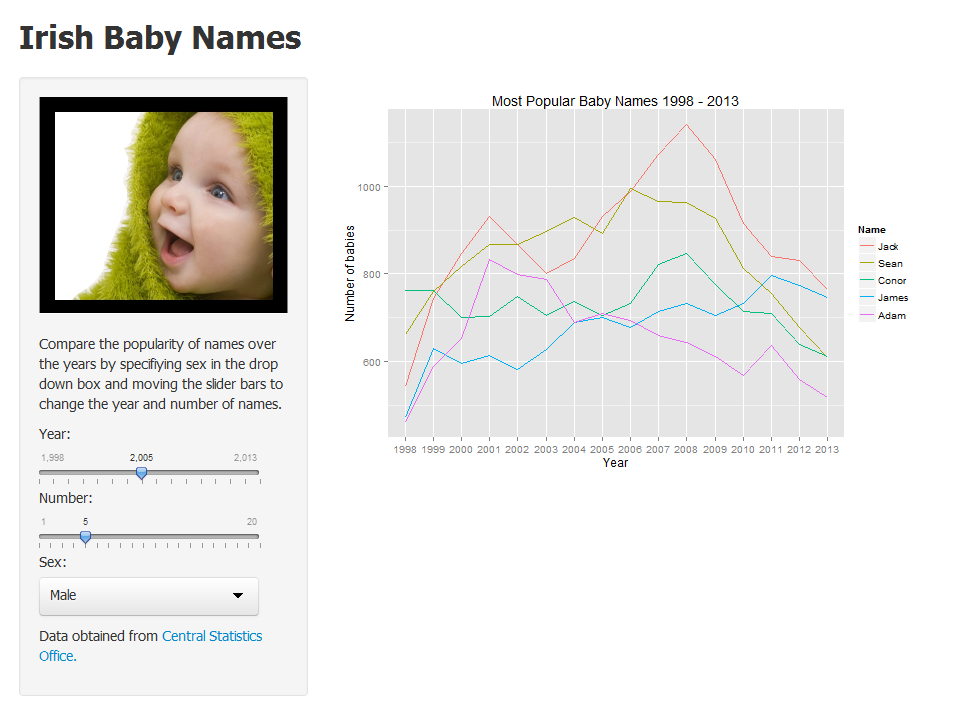 Irish Baby Names
Compare the popularity of names over
the years by specifiying sex in the drop
down box and moving the slider bars to
change the year and number of names.
Year:
1,998 2,005 2,013
Number:
1 5 20
Sex:
Male
Data obtained from Central Statistics
Office.
Most Popular Baby Names 1998 - 2013
Number of babies
1000
800
600
1998 1999 2000 2001 2002 2003 2004 2005 2006 2007 2008 2009 2010 2011 2012 2013
Year
Name
Jack
Sean
Conor
James
Adam